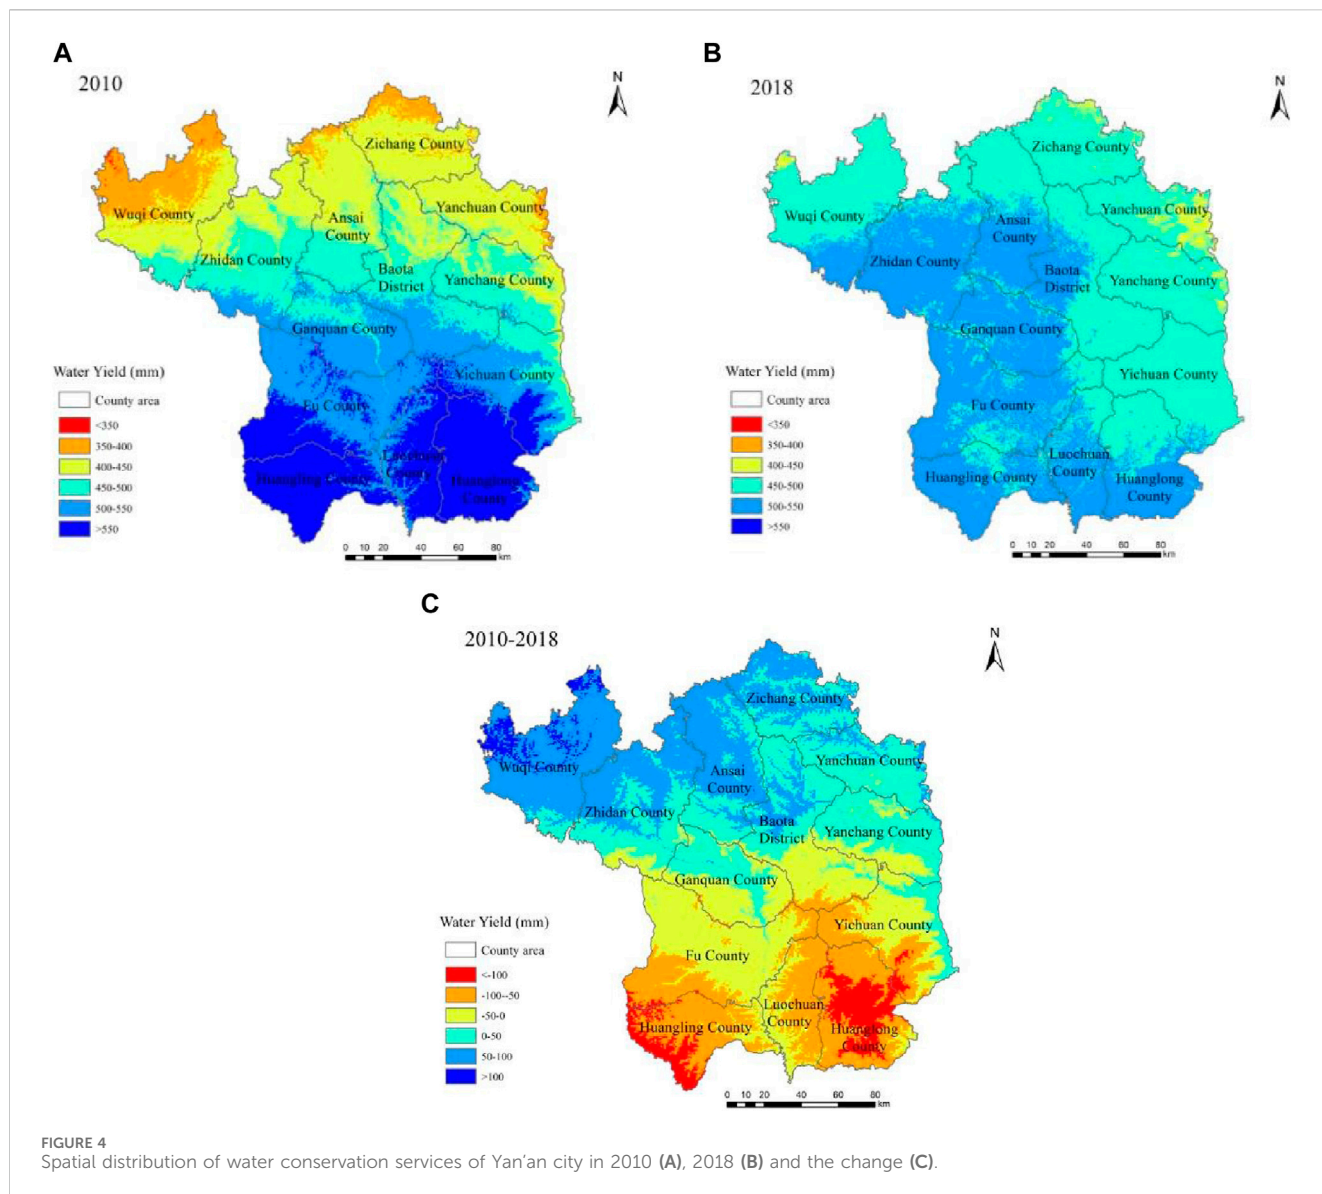 A
2010
N
Zichang County
Wuqi County
Yanchuan County
Ansai
County
Zhidan County
Baota
District
Yanchang County
Ganquan County
Water Yield (mm)
Yichuan County
County area
Fu County
<350
350-400
400-450
Luochuan
County
450-500
Huangling County
Huanglong
County
500-550
>550
0 10 20 40 60 80
km
B
2018
N
Zichang County
Wuqi County
Yanchuan County
Ansai
County
Zhidan County
Baota
District
Yanchang County
Ganquan County
Water Yield (mm)
Yichuan County
County area
Fu County
<350
350-400
400-450
Luochuan
County
450-500
Huangling County
Huanglong
County
500-550
>550
0 10 20 40 60 80
km
C
2010-2018
N
Zichang County
Wuqi County
Yanchuan County
Ansai
County
Zhidan County
Baota
District
Yanchang County
Ganquan County
Water Yield (mm)
Yichuan County
County area
Fu County
<-100
-100--50
-50-0
Luochuan
County
0-50
Huangling County
Huanglong
County
50-100
>100
0 10 20 40 60 80
km
FIGURE 4
Spatial distribution of water conservation services of Yan’an city in 2010 (A), 2018 (B) and the change (C).